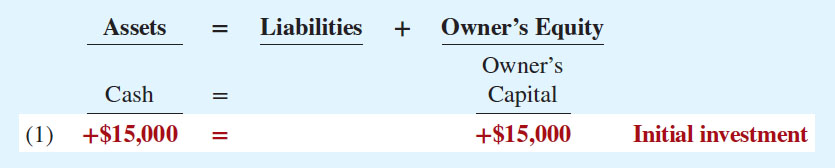 Assets = Liabilities + Owner's Equity
Owner's
Cash = Capital
(1) +$15,000 = +$15,000 Initial investment